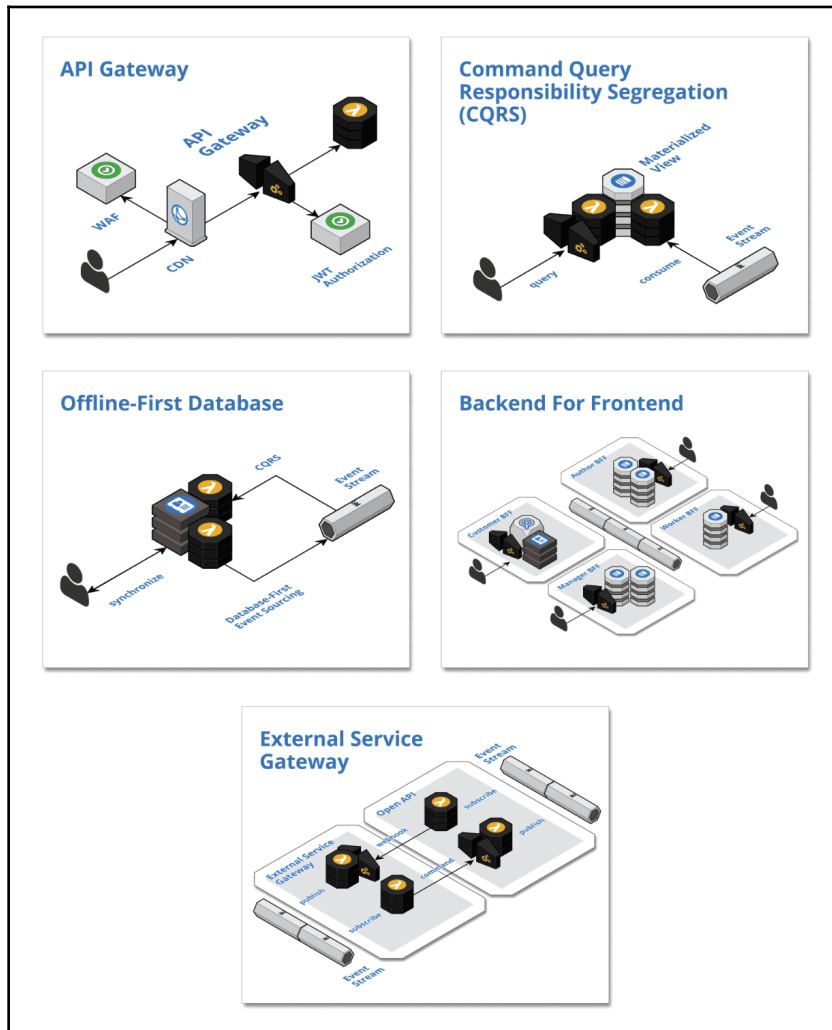 API Gateway
API
Gateway
WAF
CDN
JWT
Authorization
Command Query
Responsibility Segregation
(CQRS)
Materialized
View
Event
Stream
query
consume
Offline-First Database
CQRS
Event
Stream
synchronize
Database-First
Event Sourcing
Backend For Frontend
Author BFF
Customer BFF
Worker BFF
Manager BFF
External Service
Gateway
Event
Stream
Open API
subscribe
publish
webhook
command
External Service
Gateway
publish
subscribe
Event
Stream